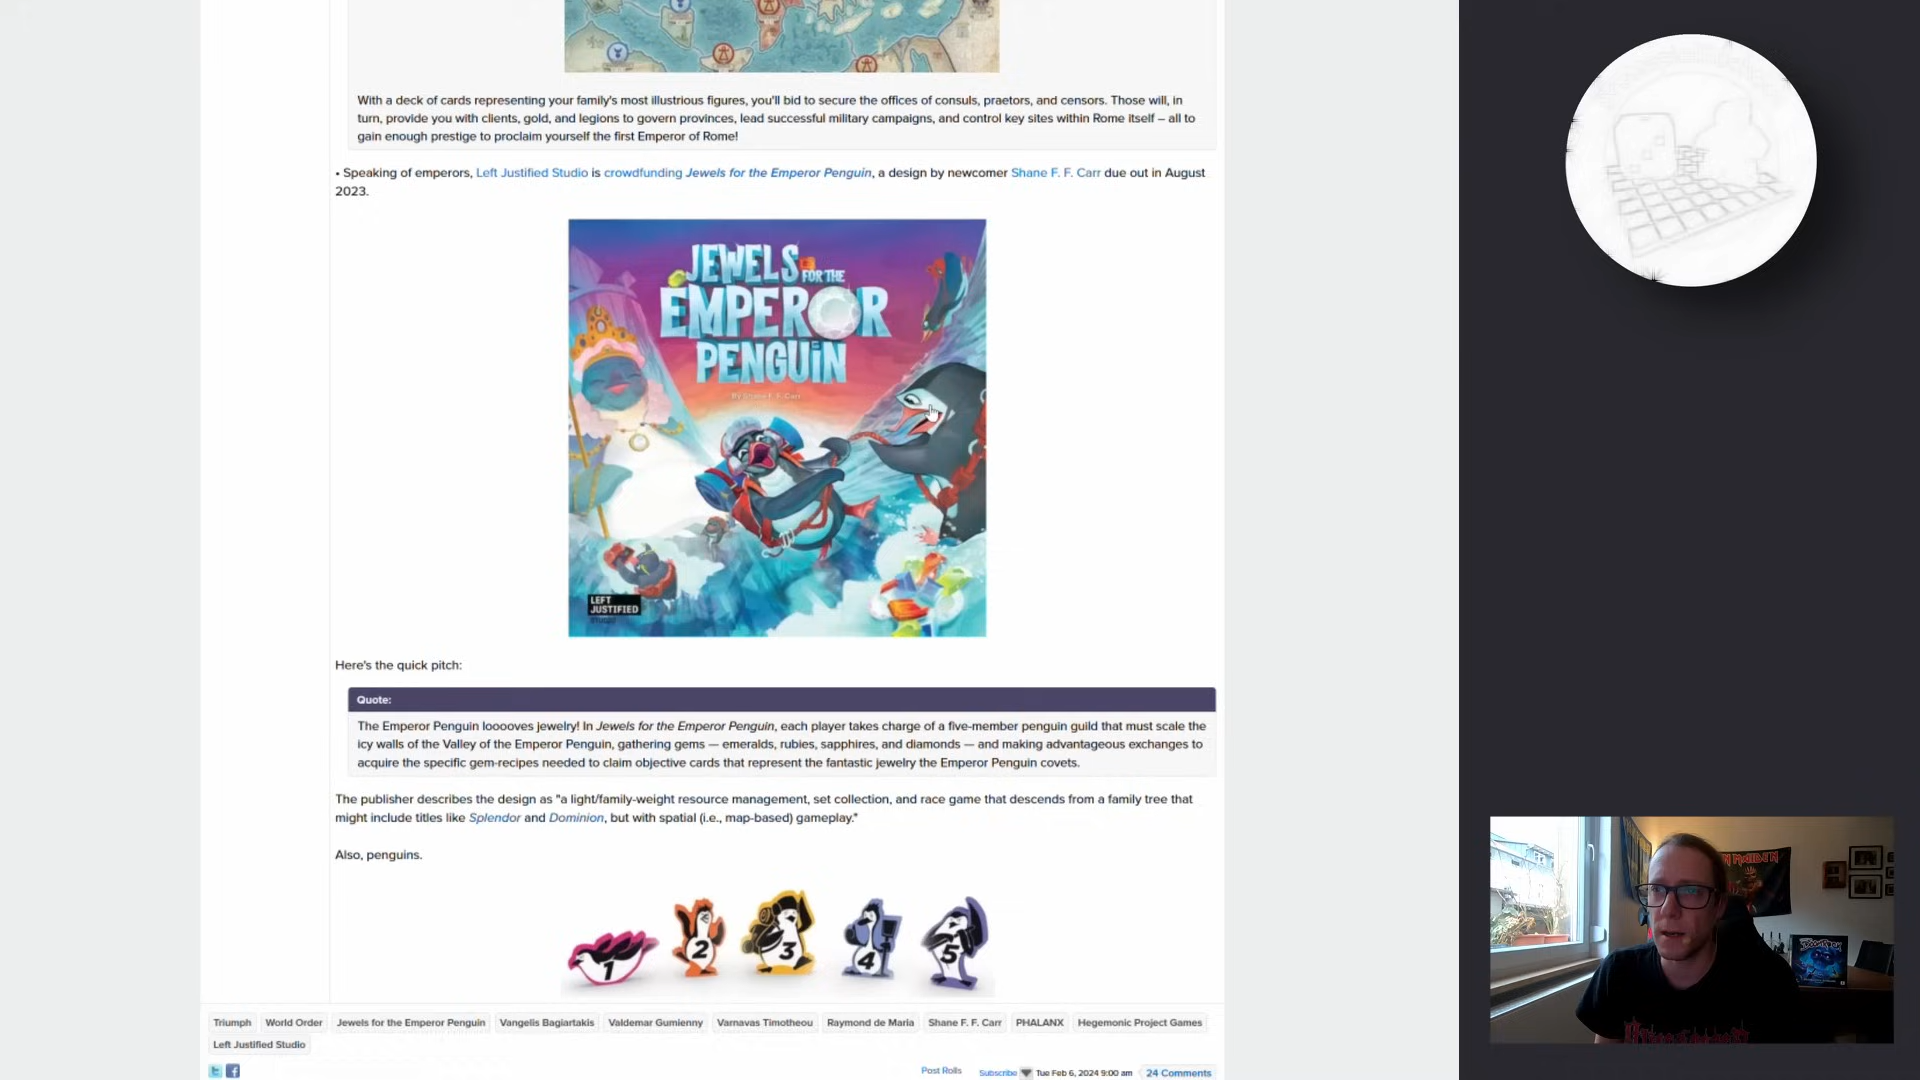 With a deck of cards representing your family's most illustrious figures, you'll bid to secure the offices of consuls, praetors, and censors. Those will, in
turn, provide you with clients, gold, and legions to govern provinces, lead successful military campaigns, and control key sites within Rome itself – all to
gain enough prestige to proclaim yourself the first Emperor of Rome!
• Speaking of emperors, Left Justified Studio is crowdfunding Jewels for the Emperor Penguin, a design by newcomer Shane F. F. Carr due out in August
2023.
JEWELS FOR THE
EMPEROR
PENGUIN
By Shane F. F. Carr
LEFT
JUSTIFIED
STUDIO
Here's the quick pitch:
Quote:
The Emperor Penguin looooves jewelry! In Jewels for the Emperor Penguin, each player takes charge of a five-member penguin guild that must scale the
icy walls of the Valley of the Emperor Penguin, gathering gems — emeralds, rubies, sapphires, and diamonds — and making advantageous exchanges to
acquire the specific gem-recipes needed to claim objective cards that represent the fantastic jewelry the Emperor Penguin covets.
The publisher describes the design as "a light/family-weight resource management, set collection, and race game that descends from a family tree that
might include titles like Splendor and Dominion, but with spatial (i.e., map-based) gameplay."
Also, penguins.
1 2 3 4 5
Triumph World Order Jewels for the Emperor Penguin Vangelis Bagiartakis Valdemar Gumienny Varnavas Timotheou Raymond de Maria Shane F. F. Carr PHALANX Hegemonic Project Games
Left Justified Studio
Post Rolls Subscribe Tue Feb 6, 2024 9:00 am 24 Comments
IRON MAIDEN